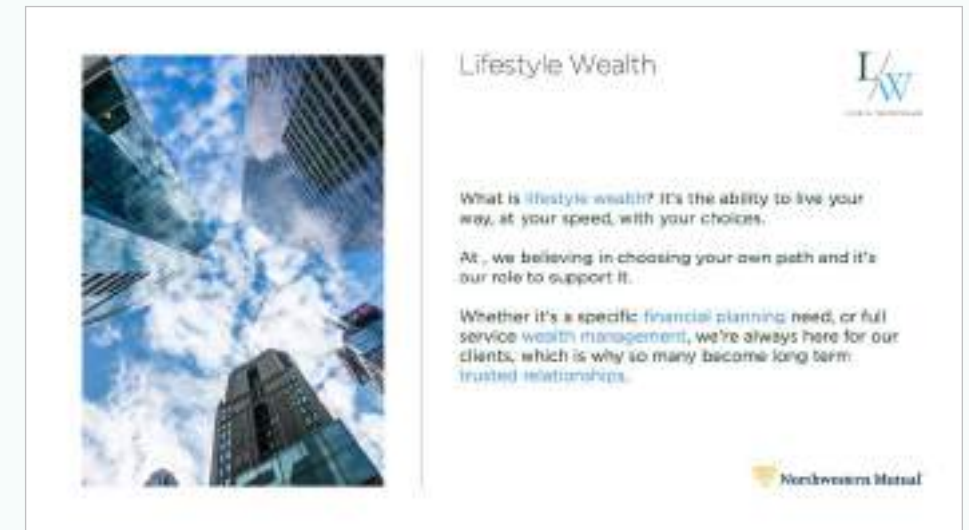 Lifestyle Wealth
L/W
What is lifestyle wealth? It's the ability to live your
way, at your speed, with your choices.
At , we believing in choosing your own path and it's
our role to support it.
Whether it's a specific financial planning need, or full
service wealth management, we're always here for our
clients, which is why so many become long term
trusted relationships.
Northwestern Mutual